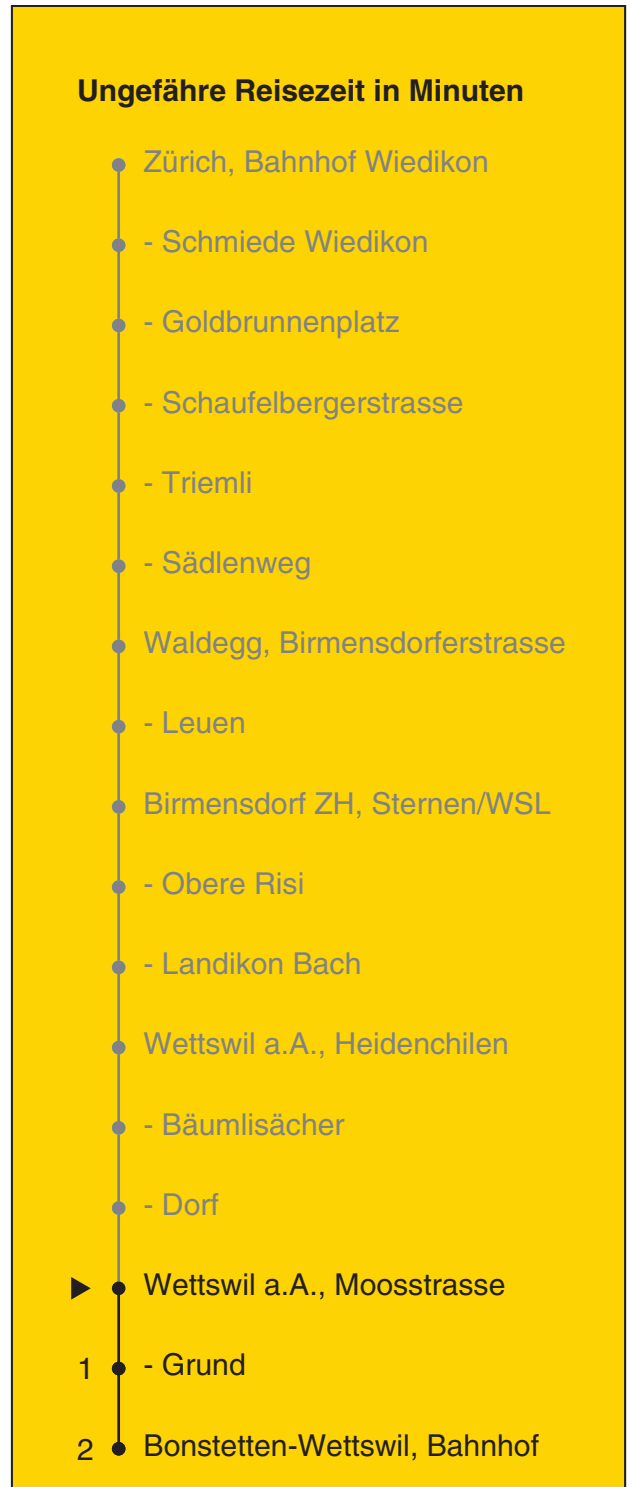 Ungefähre Reisezeit in Minuten
Zürich, Bahnhof Wiedikon
- Schmiede Wiedikon
- Goldbrunnenplatz
- Schaufelbergerstrasse
- Triemli
- Sädlenweg
Waldegg, Birmensdorferstrasse
- Leuen
Birmensdorf ZH, Sternen/WSL
- Obere Risi
- Landikon Bach
Wettswil a.A., Heidenchilen
- Bäumlisächer
- Dorf
Wettswil a.A., Moosstrasse
1 - Grund
2 Bonstetten-Wettswil, Bahnhof